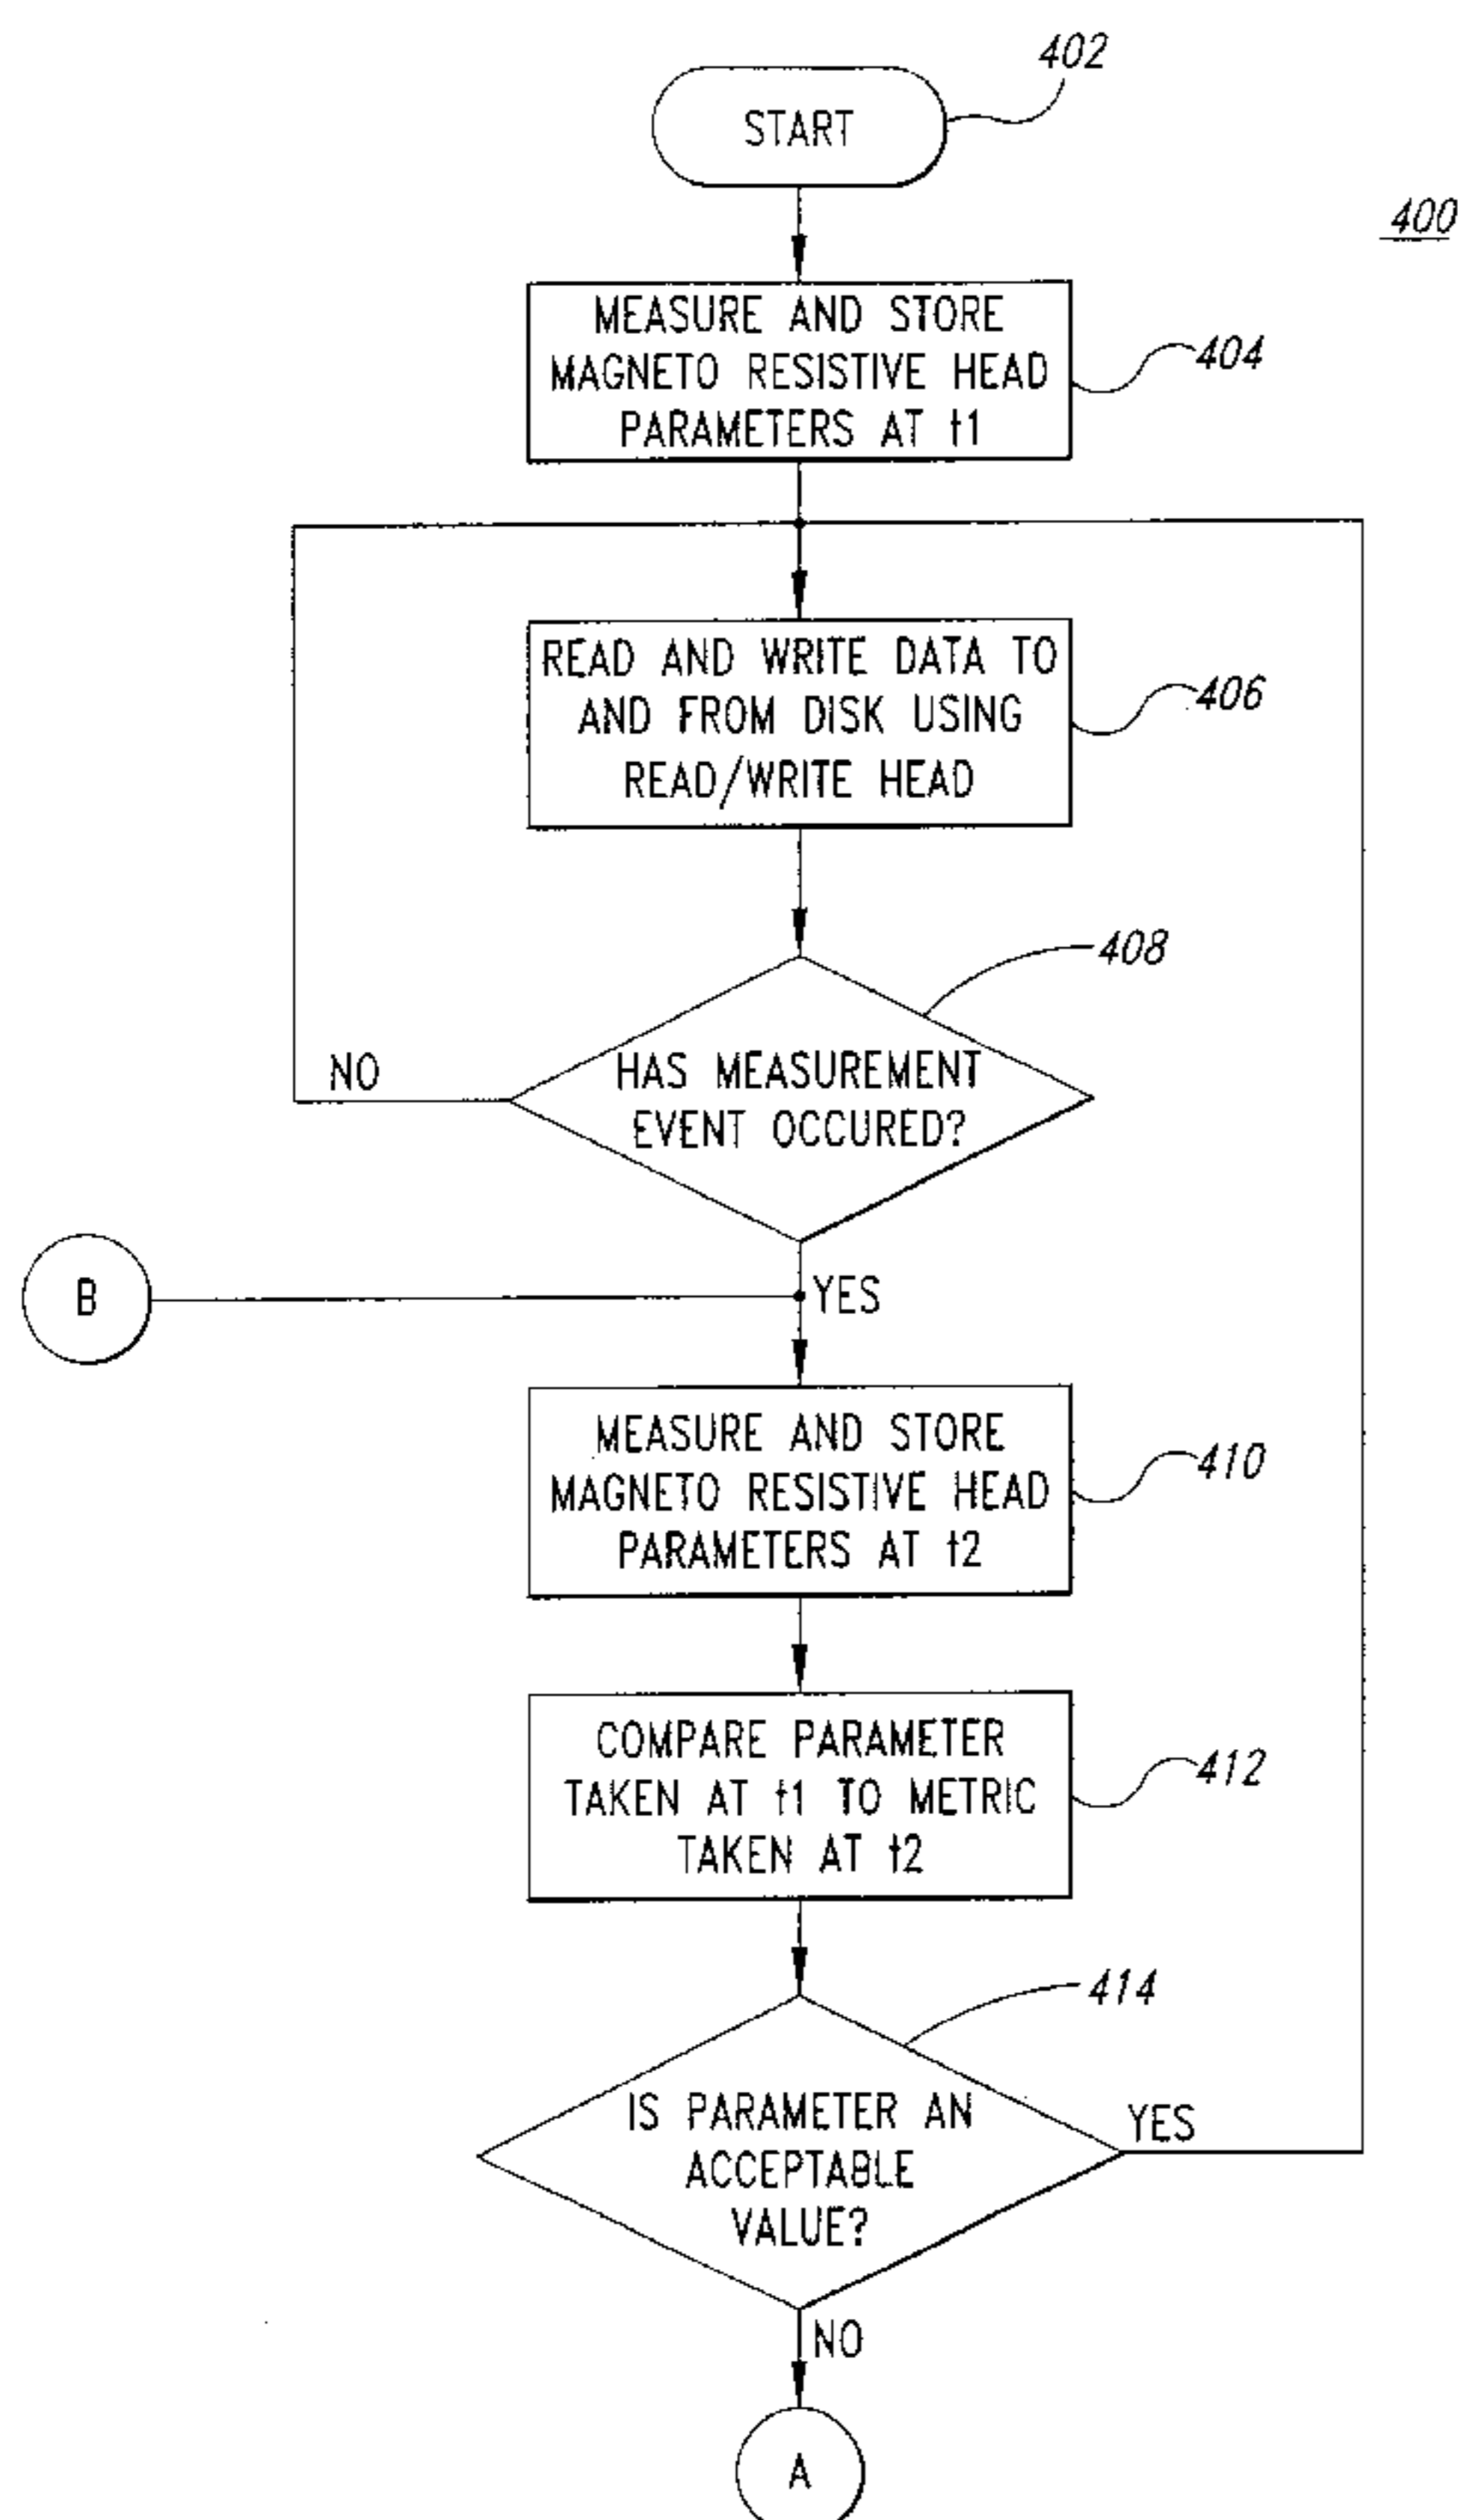 402
START
400
MEASURE AND STORE
MAGNETO RESISTIVE HEAD
PARAMETERS AT t1
404
READ AND WRITE DATA TO
AND FROM DISK USING
READ/WRITE HEAD
406
408
HAS MEASUREMENT
EVENT OCCURED?
NO
YES
B
MEASURE AND STORE
MAGNETO RESISTIVE HEAD
PARAMETERS AT t2
410
COMPARE PARAMETER
TAKEN AT t1 TO METRIC
TAKEN AT t2
412
414
IS PARAMETER AN
ACCEPTABLE
VALUE?
YES
NO
A